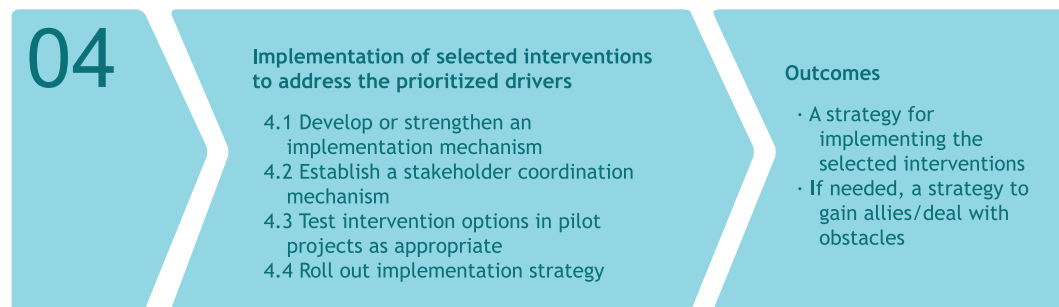 04
Implementation of selected interventions
to address the prioritized drivers
4.1 Develop or strengthen an
implementation mechanism
4.2 Establish a stakeholder coordination
mechanism
4.3 Test intervention options in pilot
projects as appropriate
4.4 Roll out implementation strategy
Outcomes
· A strategy for
implementing the
selected interventions
· If needed, a strategy to
gain allies/deal with
obstacles